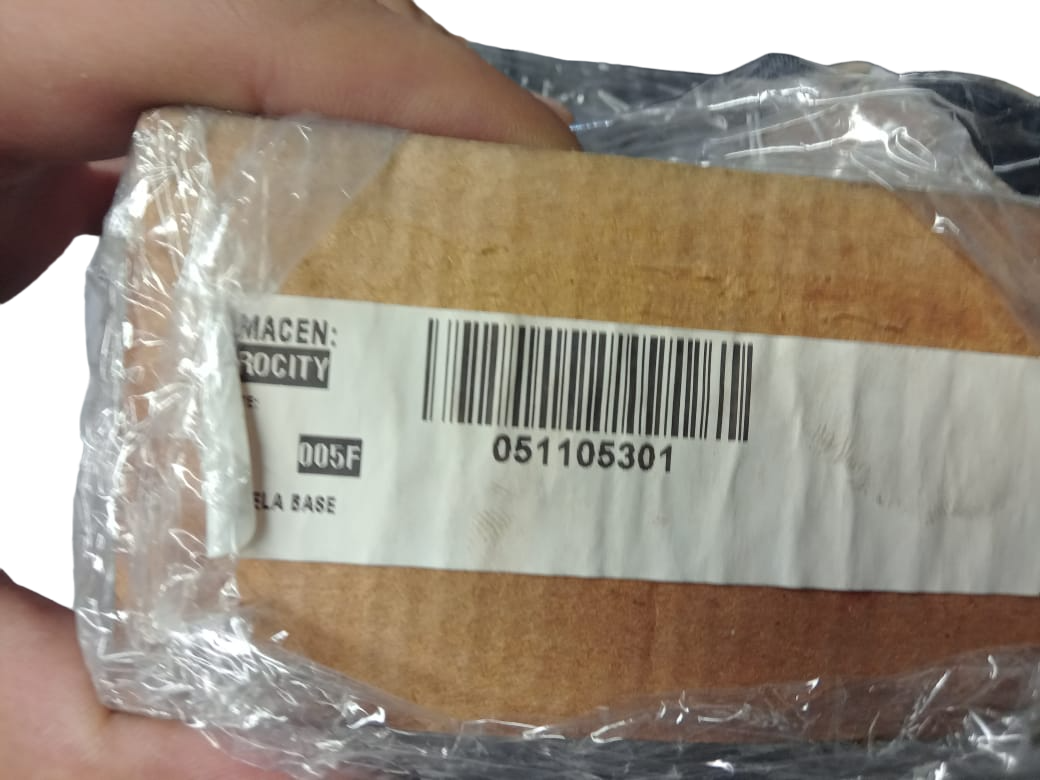 MACEN:
ROCITY
005F
ELA BASE
051105301